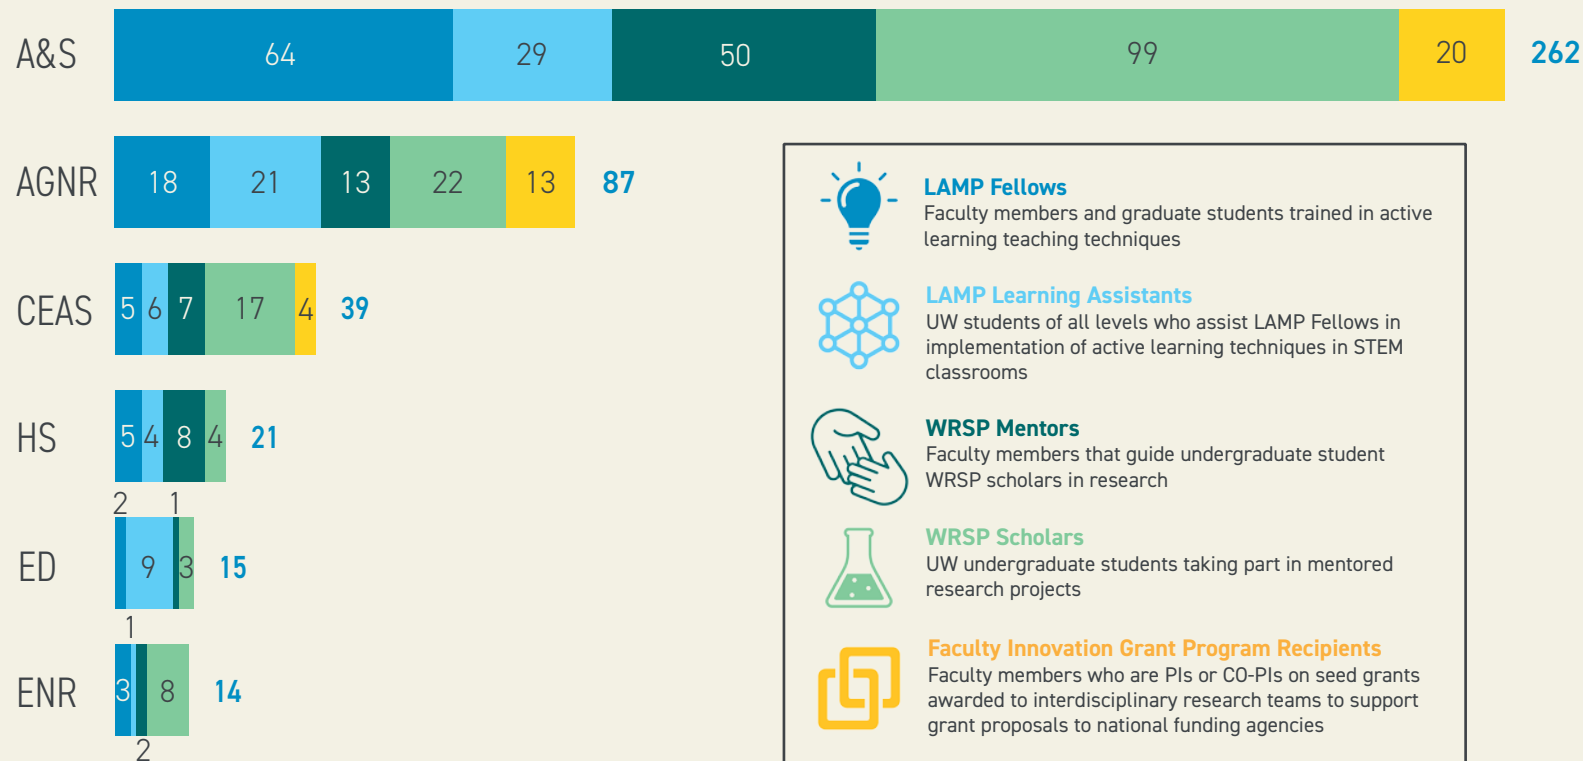 A&S 64 29 50 99 20 262
AGNR 18 21 13 22 13 87
CEAS 5 6 7 17 4 39
HS 5 4 8 4 21
2 1
ED 9 3 15
1
ENR 3 8 14
2
LAMP Fellows
Faculty members and graduate students trained in active
learning teaching techniques
LAMP Learning Assistants
UW students of all levels who assist LAMP Fellows in
implementation of active learning techniques in STEM
classrooms
WRSP Mentors
Faculty members that guide undergraduate student
WRSP scholars in research
WRSP Scholars
UW undergraduate students taking part in mentored
research projects
Faculty Innovation Grant Program Recipients
Faculty members who are PIs or CO-PIs on seed grants
awarded to interdisciplinary research teams to support
grant proposals to national funding agencies